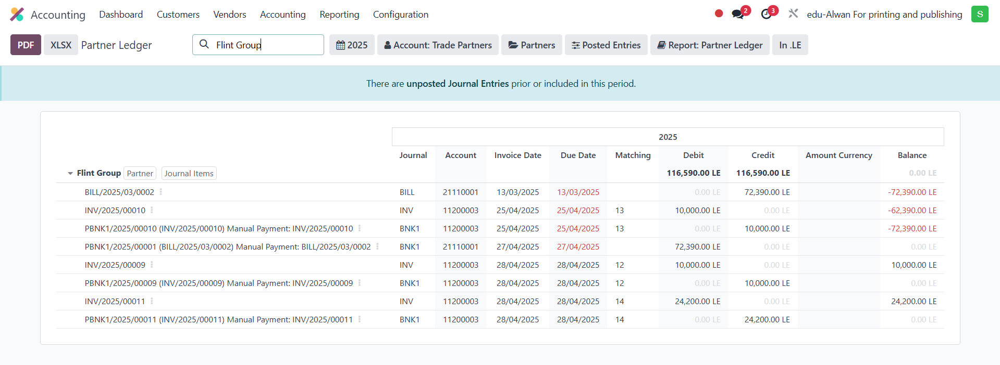 Accounting Dashboard Customers Vendors Accounting Reporting Configuration 2 3 edu-Alwan For printing and publishing S
PDF XLSX Partner Ledger Flint Group 2025 Account: Trade Partners Partners Posted Entries Report: Partner Ledger In .LE
There are unposted Journal Entries prior or included in this period.
2025
Journal Account Invoice Date Due Date Matching Debit Credit Amount Currency Balance
Flint Group Partner Journal Items 116,590.00 LE 116,590.00 LE 0.00 LE
BILL/2025/03/0002 BILL 21110001 13/03/2025 13/03/2025 0.00 LE 72,390.00 LE -72,390.00 LE
INV/2025/00010 INV 11200003 25/04/2025 25/04/2025 13 10,000.00 LE 0.00 LE -62,390.00 LE
PBNK1/2025/00010 (INV/2025/00010) Manual Payment: INV/2025/00010 BNK1 11200003 25/04/2025 25/04/2025 13 0.00 LE 10,000.00 LE -72,390.00 LE
PBNK1/2025/00001 (BILL/2025/03/0002) Manual Payment: BILL/2025/03/0002 BNK1 21110001 27/04/2025 27/04/2025 72,390.00 LE 0.00 LE 0.00 LE
INV/2025/00009 INV 11200003 28/04/2025 28/04/2025 12 10,000.00 LE 0.00 LE 10,000.00 LE
PBNK1/2025/00009 (INV/2025/00009) Manual Payment: INV/2025/00009 BNK1 11200003 28/04/2025 28/04/2025 12 0.00 LE 10,000.00 LE 0.00 LE
INV/2025/00011 INV 11200003 28/04/2025 28/04/2025 14 24,200.00 LE 0.00 LE 24,200.00 LE
PBNK1/2025/00011 (INV/2025/00011) Manual Payment: INV/2025/00011 BNK1 11200003 28/04/2025 28/04/2025 14 0.00 LE 24,200.00 LE 0.00 LE